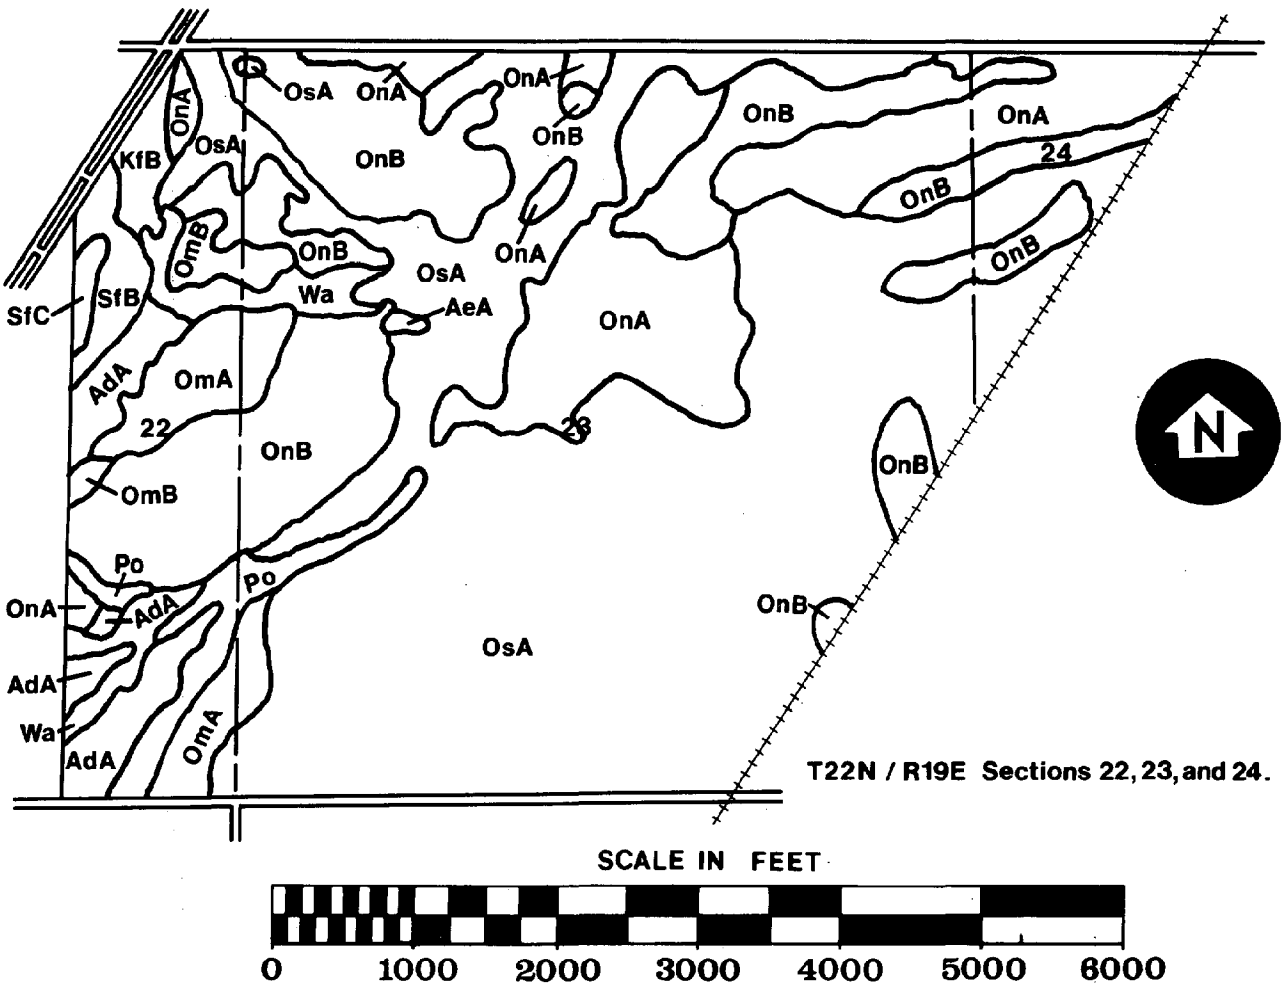 OsA
OnA
OnA
OnB
OnA
OnB
OsA
OnA
KfB
OnB
24
OnB
OmB
OnB
OnA
OsA
OnB
Wa
AeA
SfC
SfB
OnA
AdA
OmA
22
OnB
23
OnB
OmB
N
Po
Po
OnA
AdA
OnB
OsA
AdA
Wa
OmA
AdA
T22N / R19E Sections 22, 23, and 24.
SCALE IN FEET
0 1000 2000 3000 4000 5000 6000